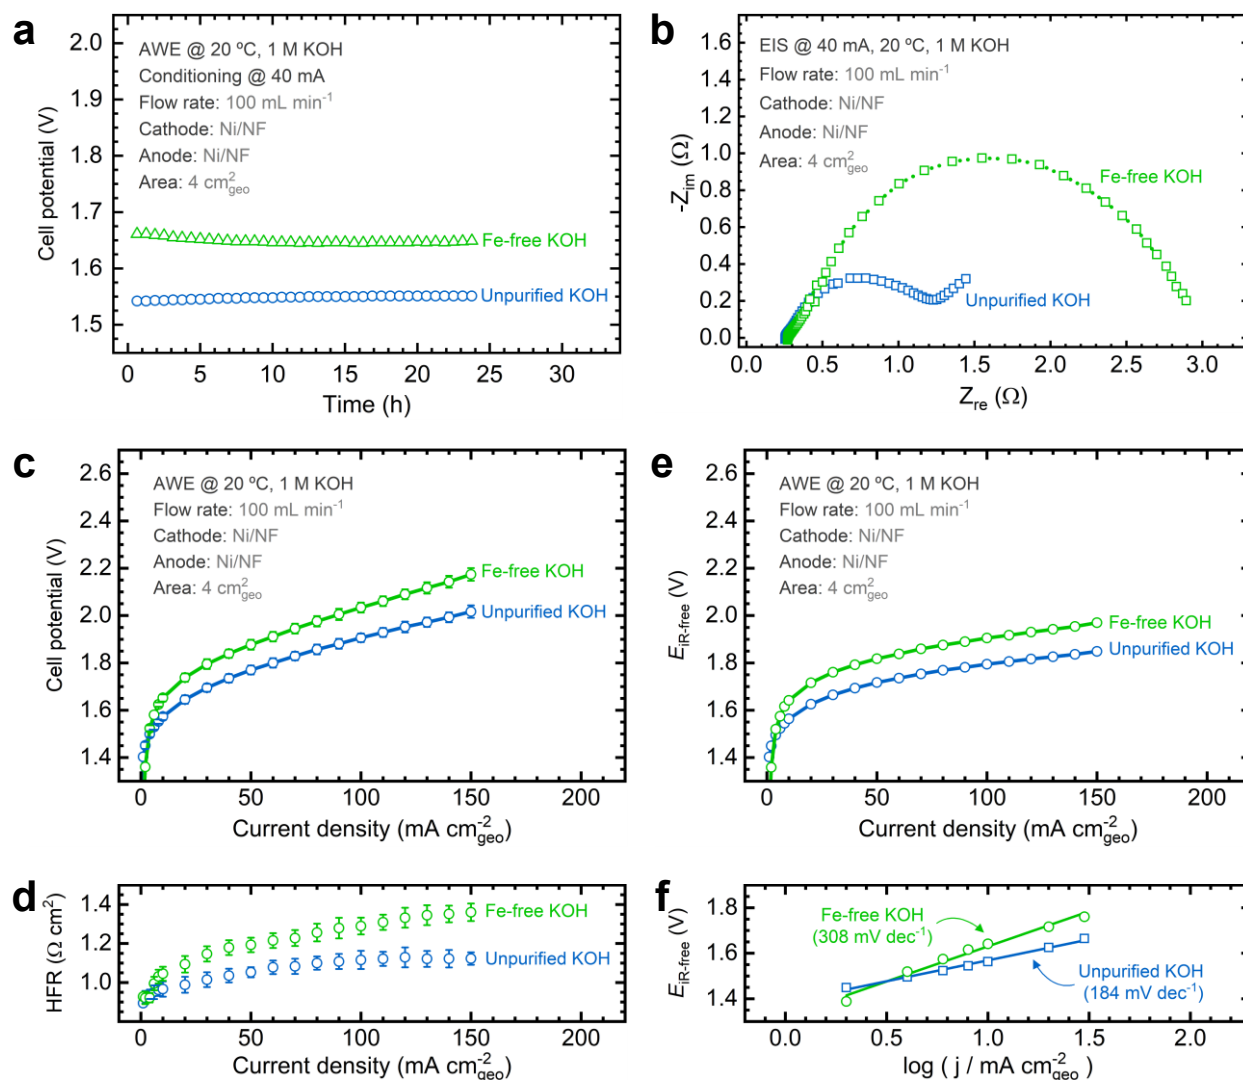 a
2.0
1.9
1.8
1.7
1.6
1.5
Cell potential (V)
AWE @ 20 ºC, 1 M KOH
Conditioning @ 40 mA
Flow rate: 100 mL min⁻¹
Cathode: Ni/NF
Anode: Ni/NF
Area: 4 cm²geo
Fe-free KOH
Unpurified KOH
0 5 10 15 20 25 30
Time (h)
b
1.6
1.4
1.2
1.0
0.8
0.6
0.4
0.2
0.0
-Zim (Ω)
EIS @ 40 mA, 20 ºC, 1 M KOH
Flow rate: 100 mL min⁻¹
Cathode: Ni/NF
Anode: Ni/NF
Area: 4 cm²geo
Fe-free KOH
Unpurified KOH
0.0 0.5 1.0 1.5 2.0 2.5 3.0
Zre (Ω)
c
2.6
2.4
2.2
2.0
1.8
1.6
1.4
Cell potential (V)
AWE @ 20 ºC, 1 M KOH
Flow rate: 100 mL min⁻¹
Cathode: Ni/NF
Anode: Ni/NF
Area: 4 cm²geo
Fe-free KOH
Unpurified KOH
0 50 100 150 200
Current density (mA cm⁻²geo)
e
2.6
2.4
2.2
2.0
1.8
1.6
1.4
EiR-free (V)
AWE @ 20 ºC, 1 M KOH
Flow rate: 100 mL min⁻¹
Cathode: Ni/NF
Anode: Ni/NF
Area: 4 cm²geo
Fe-free KOH
Unpurified KOH
0 50 100 150 200
Current density (mA cm⁻²geo)
d
1.4
1.2
1.0
HFR (Ω cm²)
Fe-free KOH
Unpurified KOH
0 50 100 150 200
Current density (mA cm⁻²geo)
f
1.8
1.6
1.4
EiR-free (V)
Fe-free KOH
(308 mV dec⁻¹)
Unpurified KOH
(184 mV dec⁻¹)
0.0 0.5 1.0 1.5 2.0
log ( j / mA cm⁻²geo )